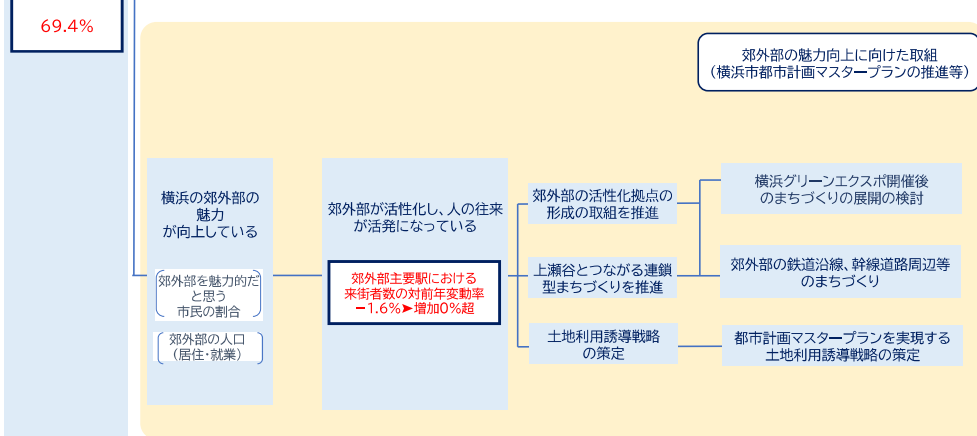 69.4%
郊外部の魅力向上に向けた取組
（横浜市都市計画マスタープランの推進等）
横浜の郊外部の
魅力
が向上している
郊外部を魅力的だ
と思う
市民の割合
郊外部の人口
（居住・就業）
郊外部が活性化し、人の往来
が活発になっている
郊外部主要駅における
来街者数の対前年変動率
－1.6%➤増加0%超
郊外部の活性化拠点の
形成の取組を推進
上瀬谷とつながる連鎖
型まちづくりを推進
土地利用誘導戦略
の策定
横浜グリーンエクスポ開催後
のまちづくりの展開の検討
郊外部の鉄道沿線、幹線道路周辺等
のまちづくり
都市計画マスタープランを実現する
土地利用誘導戦略の策定